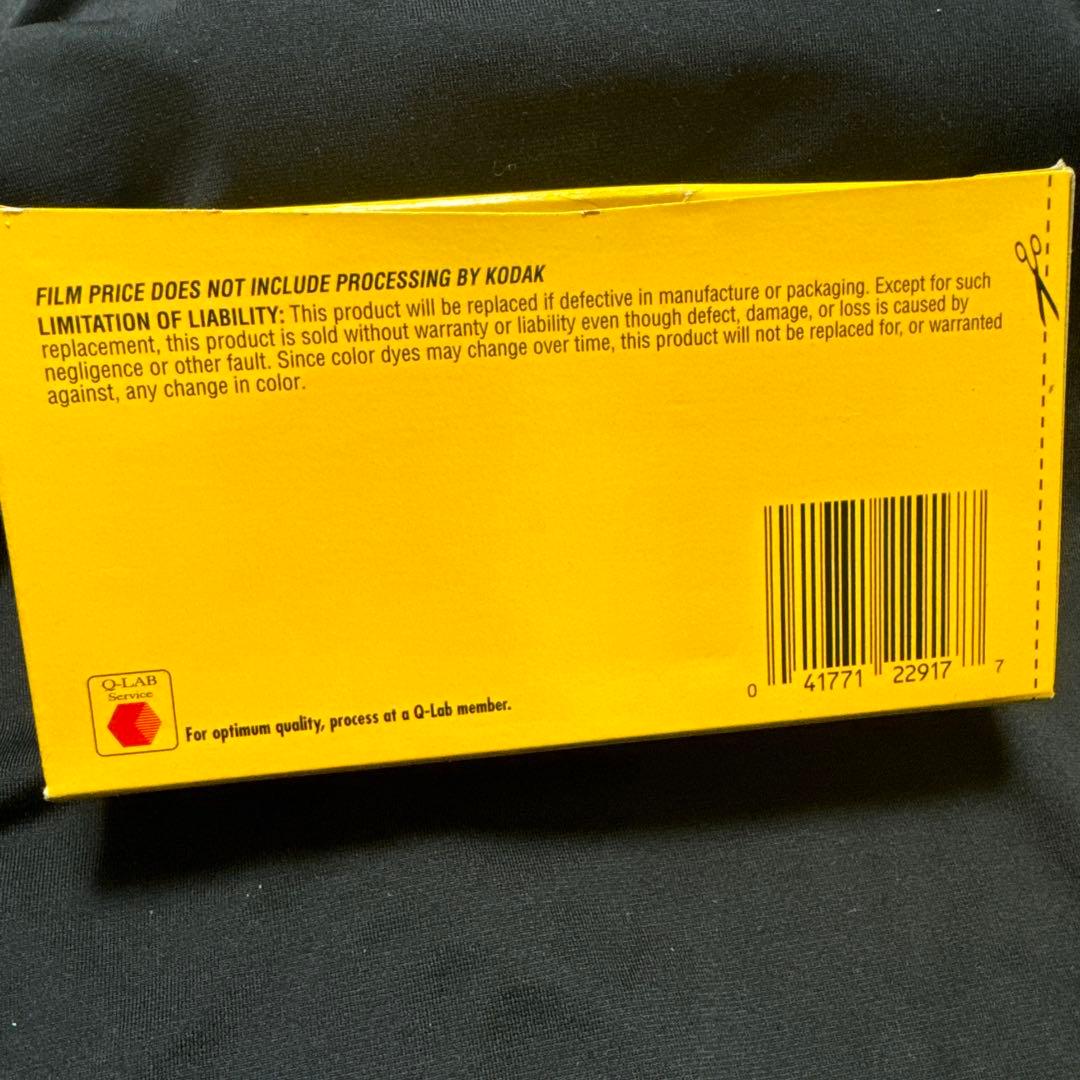 FILM PRICE DOES NOT INCLUDE PROCESSING BY KODAK
LIMITATION OF LIABILITY: This product will be replaced if defective in manufacture or packaging. Except for such
replacement, this product is sold without warranty or liability even though defect, damage, or loss is caused by
negligence or other fault. Since color dyes may change over time, this product will not be replaced for, or warranted
against, any change in color.
0 41771 22917 7
Q-LAB
Service
For optimum quality, process at a Q-Lab member.